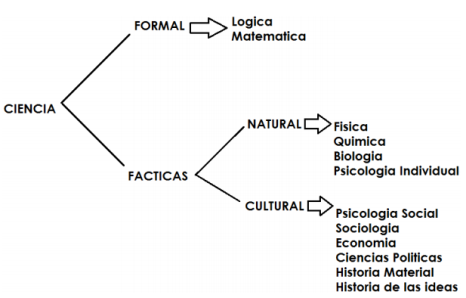 FORMAL
Logica
Matematica
CIENCIA
NATURAL
Fisica
Quimica
Biologia
Psicologia Individual
FACTICAS
CULTURAL
Psicologia Social
Sociologia
Economia
Ciencias Politicas
Historia Material
Historia de las ideas